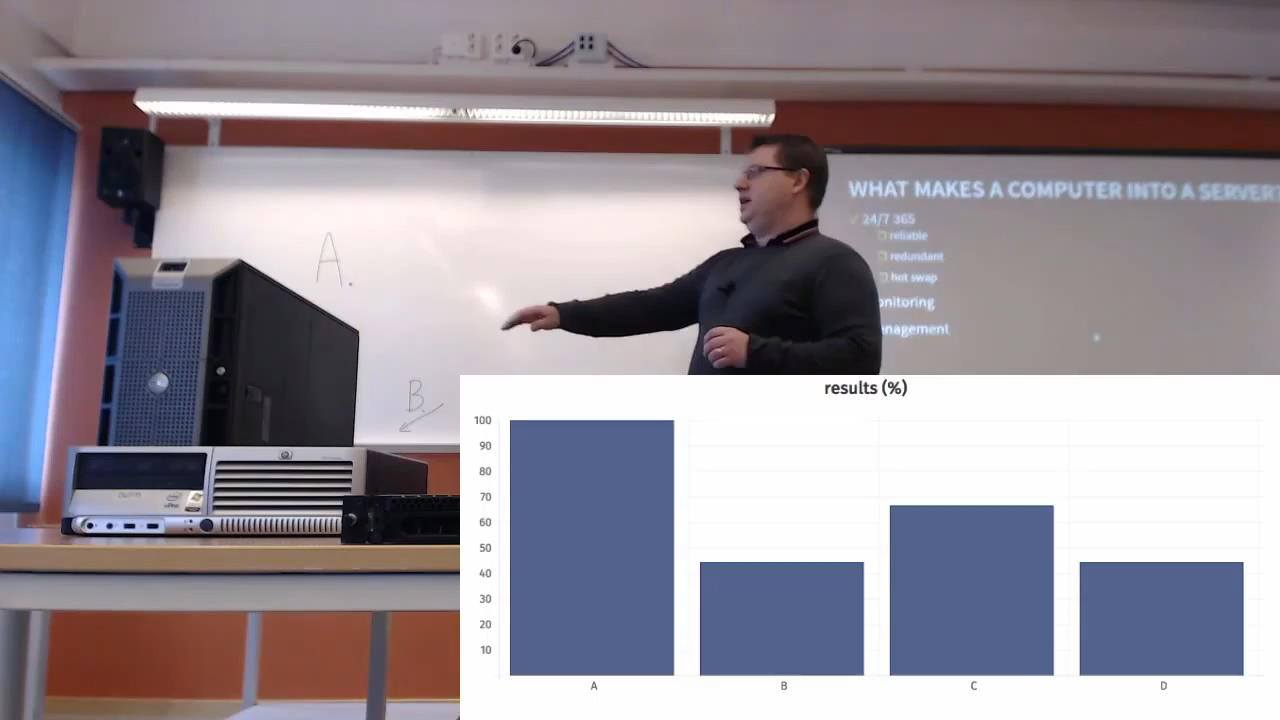 WHAT MAKES A COMPUTER INTO A SERVER?
24/7 365
reliable
redundant
hot swap
onitoring
nagement
A.
B.
results (%)
100
90
80
70
60
50
40
30
20
10
A B C D